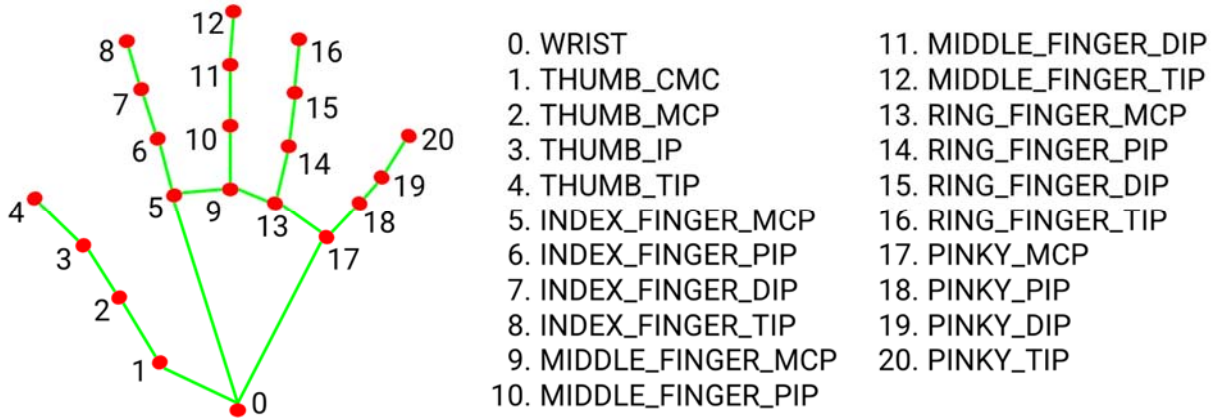 12
8
16
11
7
15
10
20
6
14
19
4
5
9
13
18
3
17
2
1
0
0. WRIST
1. THUMB_CMC
2. THUMB_MCP
3. THUMB_IP
4. THUMB_TIP
5. INDEX_FINGER_MCP
6. INDEX_FINGER_PIP
7. INDEX_FINGER_DIP
8. INDEX_FINGER_TIP
9. MIDDLE_FINGER_MCP
10. MIDDLE_FINGER_PIP
11. MIDDLE_FINGER_DIP
12. MIDDLE_FINGER_TIP
13. RING_FINGER_MCP
14. RING_FINGER_PIP
15. RING_FINGER_DIP
16. RING_FINGER_TIP
17. PINKY_MCP
18. PINKY_PIP
19. PINKY_DIP
20. PINKY_TIP